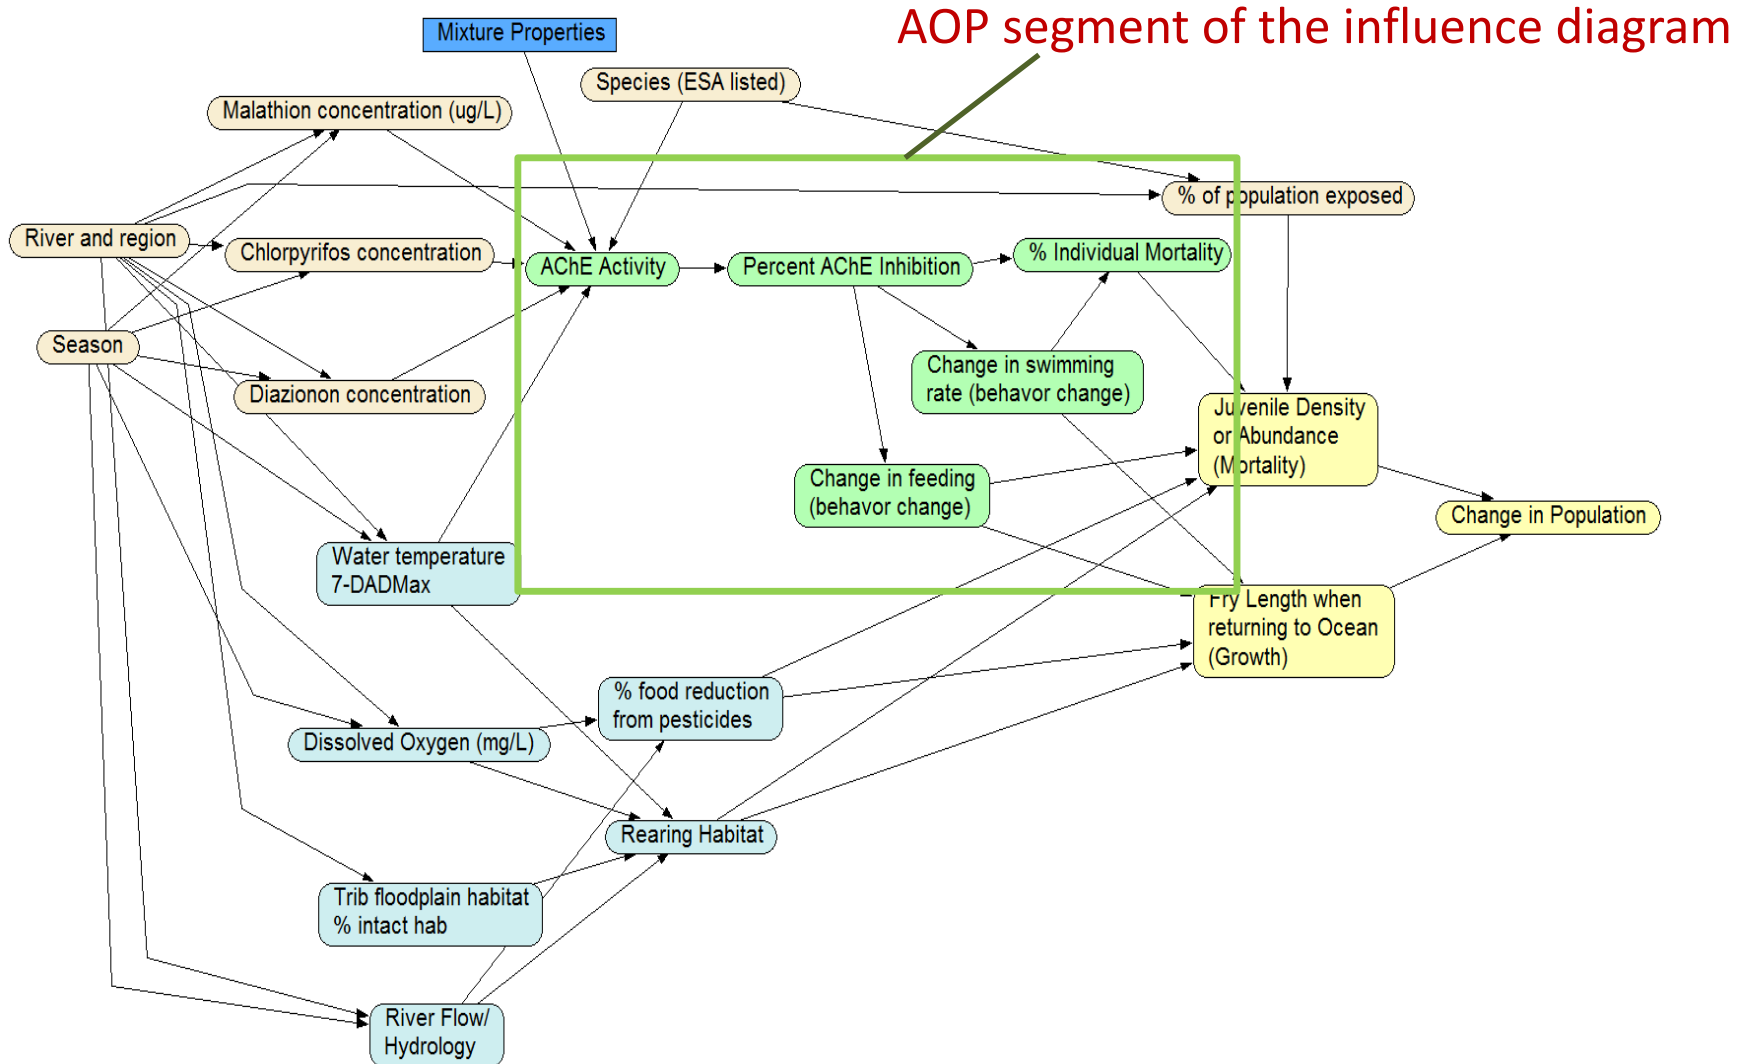 AOP segment of the influence diagram
Mixture Properties
Species (ESA listed)
Malathion concentration (ug/L)
% of population exposed
River and region
Chlorpyrifos concentration
AChE Activity
Percent AChE Inhibition
% Individual Mortality
Season
Diazionon concentration
Change in swimming
rate (behavor change)
Juvenile Density
or Abundance
(Mortality)
Change in feeding
(behavor change)
Change in Population
Water temperature
7-DADMax
Fry Length when
returning to Ocean
(Growth)
% food reduction
from pesticides
Dissolved Oxygen (mg/L)
Rearing Habitat
Trib floodplain habitat
% intact hab
River Flow/
Hydrology